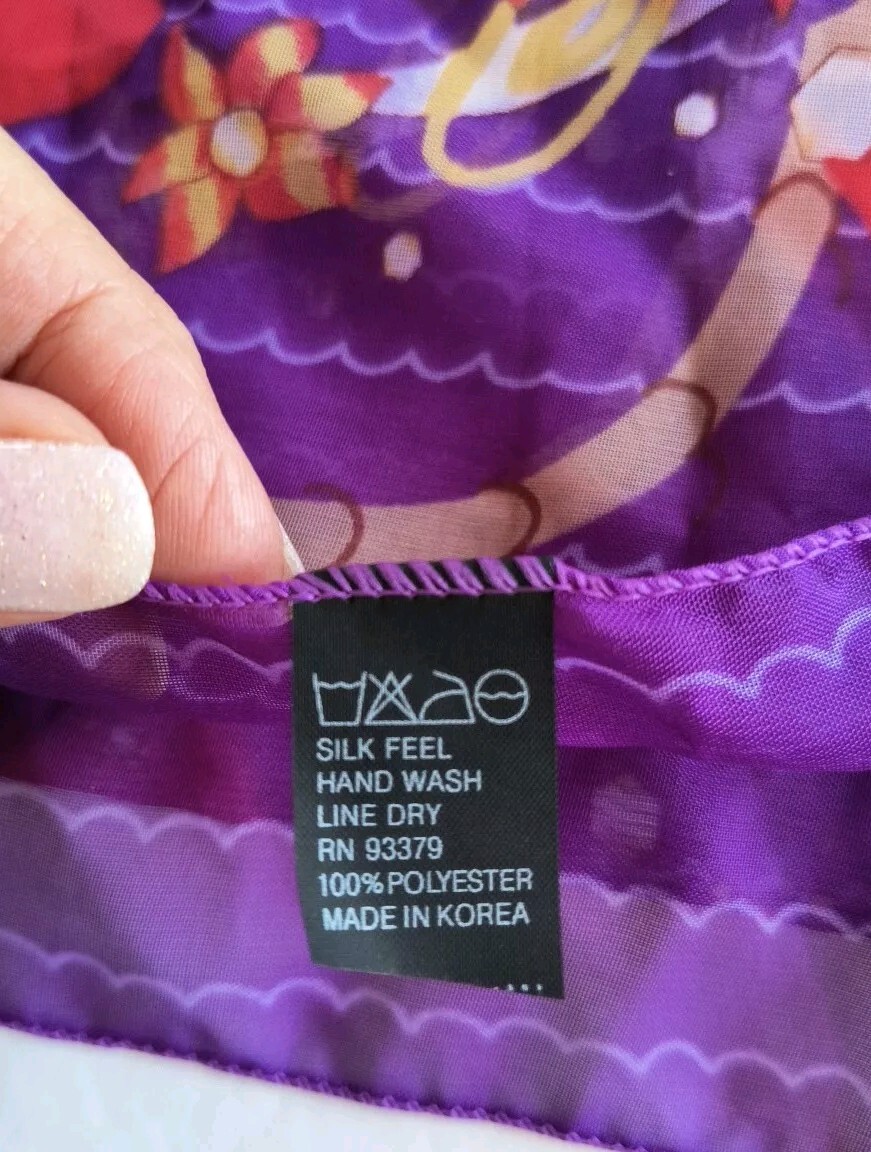 SILK FEEL
HAND WASH
LINE DRY
RN 93379
100% POLYESTER
MADE IN KOREA